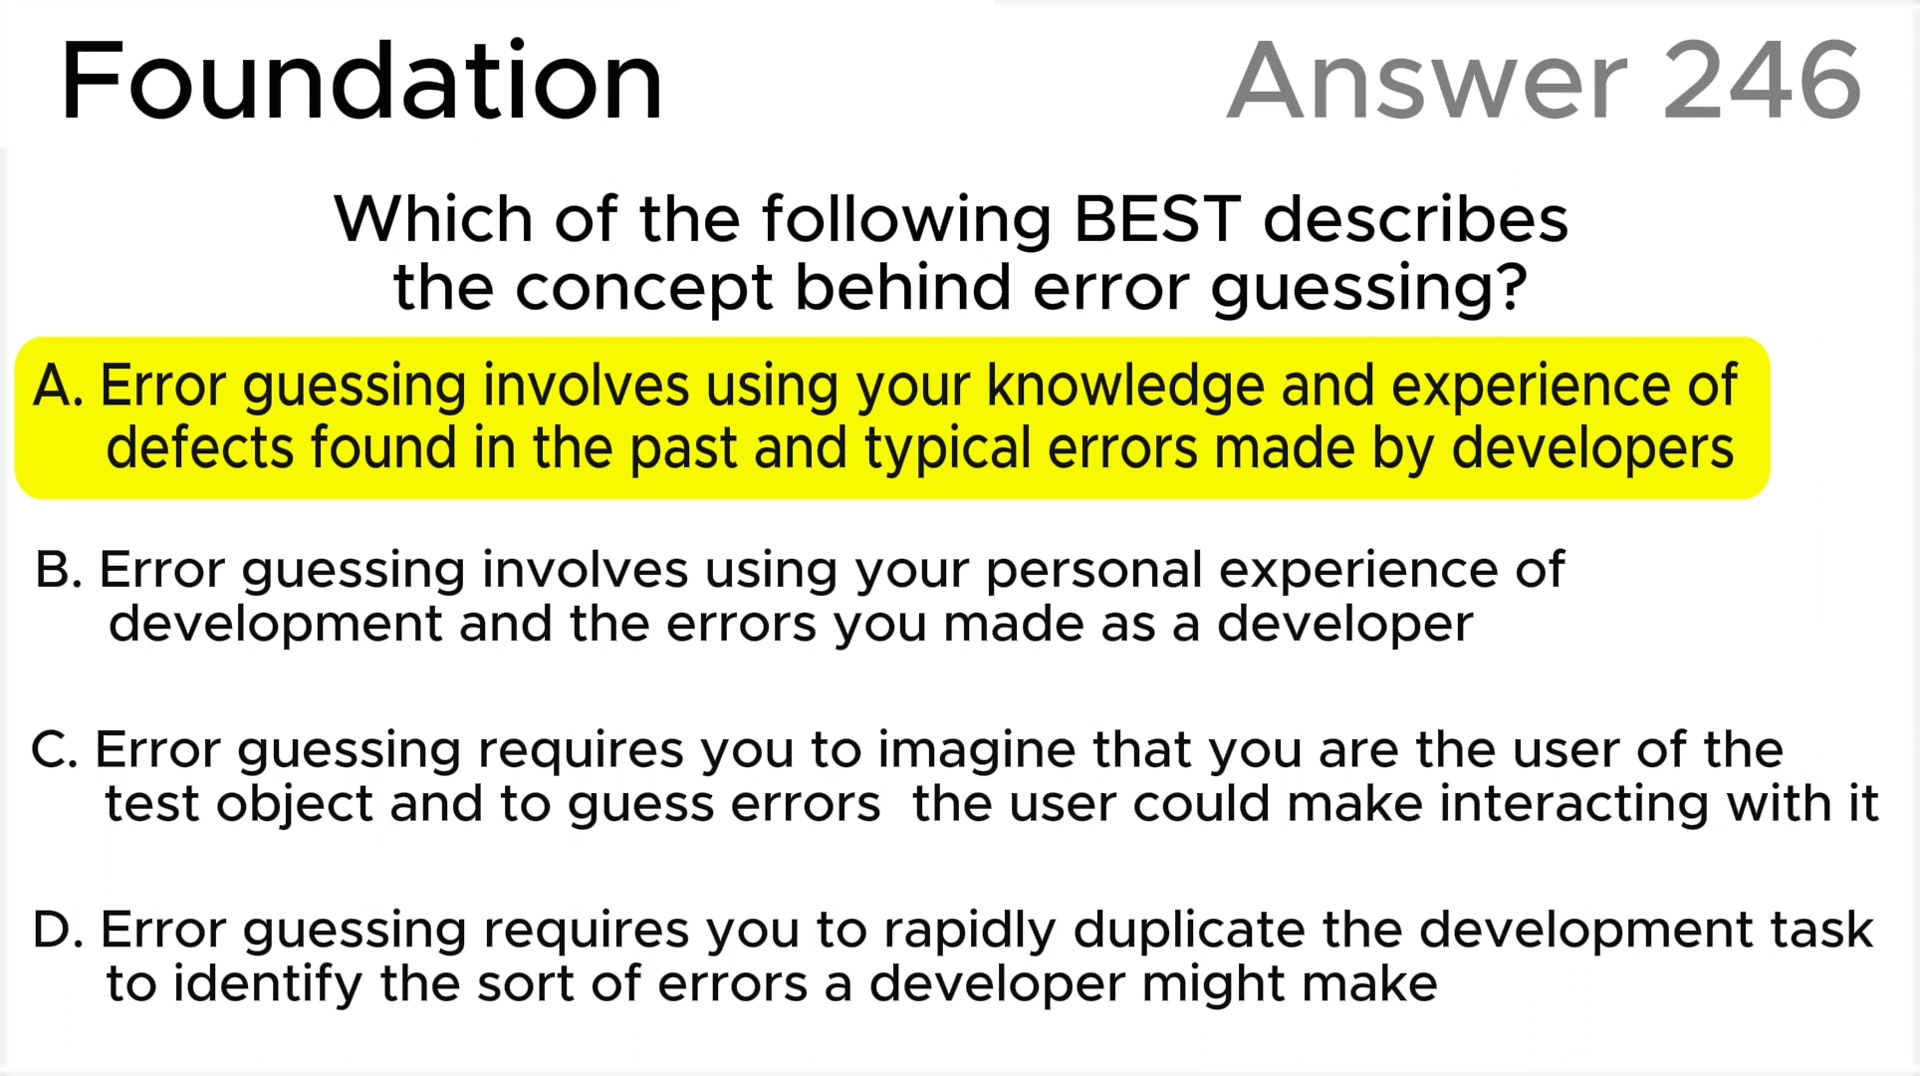 Foundation
Answer 246
Which of the following BEST describes
the concept behind error guessing?
A. Error guessing involves using your knowledge and experience of
defects found in the past and typical errors made by developers
B. Error guessing involves using your personal experience of
development and the errors you made as a developer
C. Error guessing requires you to imagine that you are the user of the
test object and to guess errors  the user could make interacting with it
D. Error guessing requires you to rapidly duplicate the development task
to identify the sort of errors a developer might make